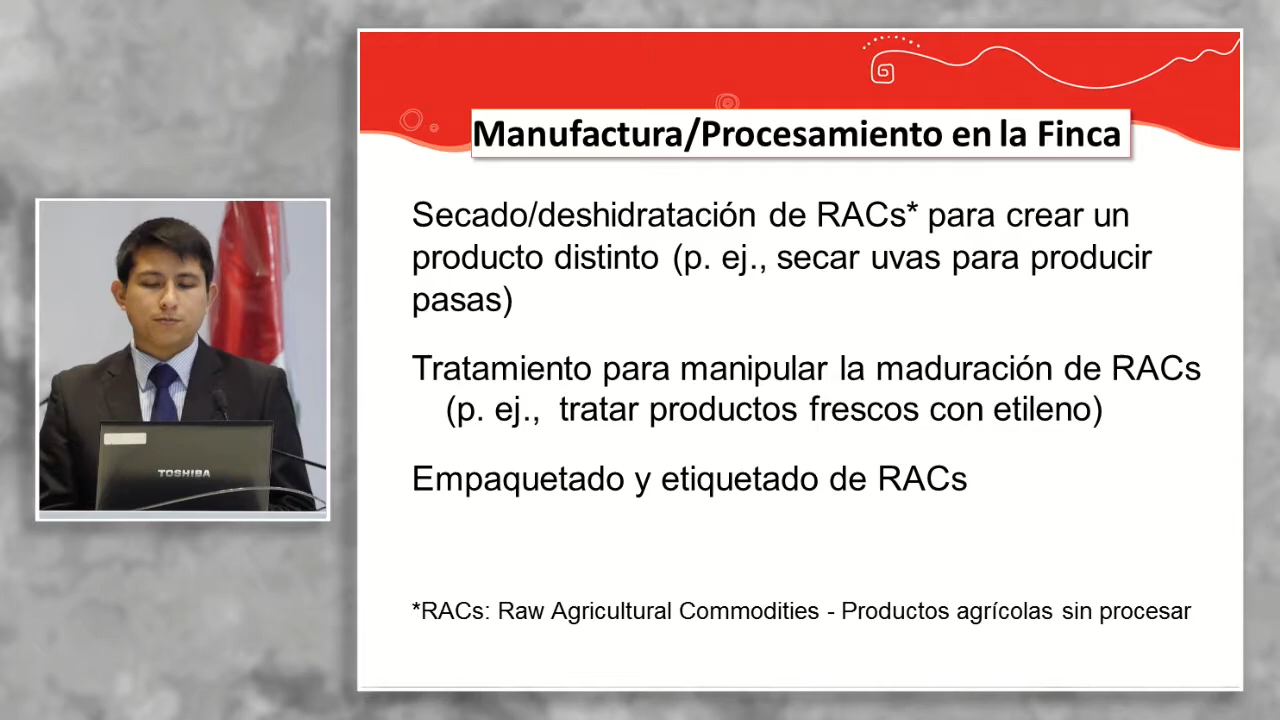 Manufactura/Procesamiento en la Finca
Secado/deshidratación de RACs* para crear un
producto distinto (p. ej., secar uvas para producir
pasas)
Tratamiento para manipular la maduración de RACs
(p. ej., tratar productos frescos con etileno)
Empaquetado y etiquetado de RACs
*RACs: Raw Agricultural Commodities - Productos agrícolas sin procesar
TOSHIBA